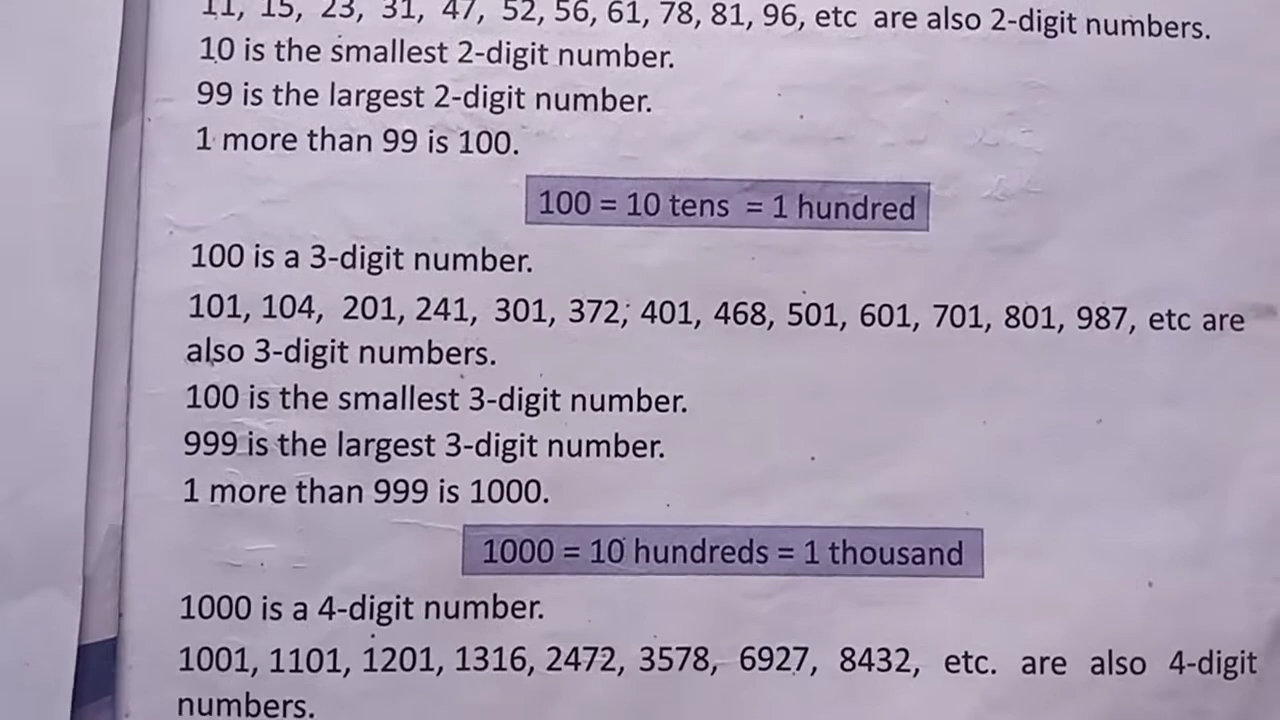 11, 15, 23, 31, 47, 52, 56, 61, 78, 81, 96, etc are also 2-digit numbers.
10 is the smallest 2-digit number.
99 is the largest 2-digit number.
1 more than 99 is 100.
100 = 10 tens = 1 hundred
100 is a 3-digit number.
101, 104, 201, 241, 301, 372, 401, 468, 501, 601, 701, 801, 987, etc are
also 3-digit numbers.
100 is the smallest 3-digit number.
999 is the largest 3-digit number.
1 more than 999 is 1000.
1000 = 10 hundreds = 1 thousand
1000 is a 4-digit number.
1001, 1101, 1201, 1316, 2472, 3578, 6927, 8432, etc. are also 4-digit
numbers.